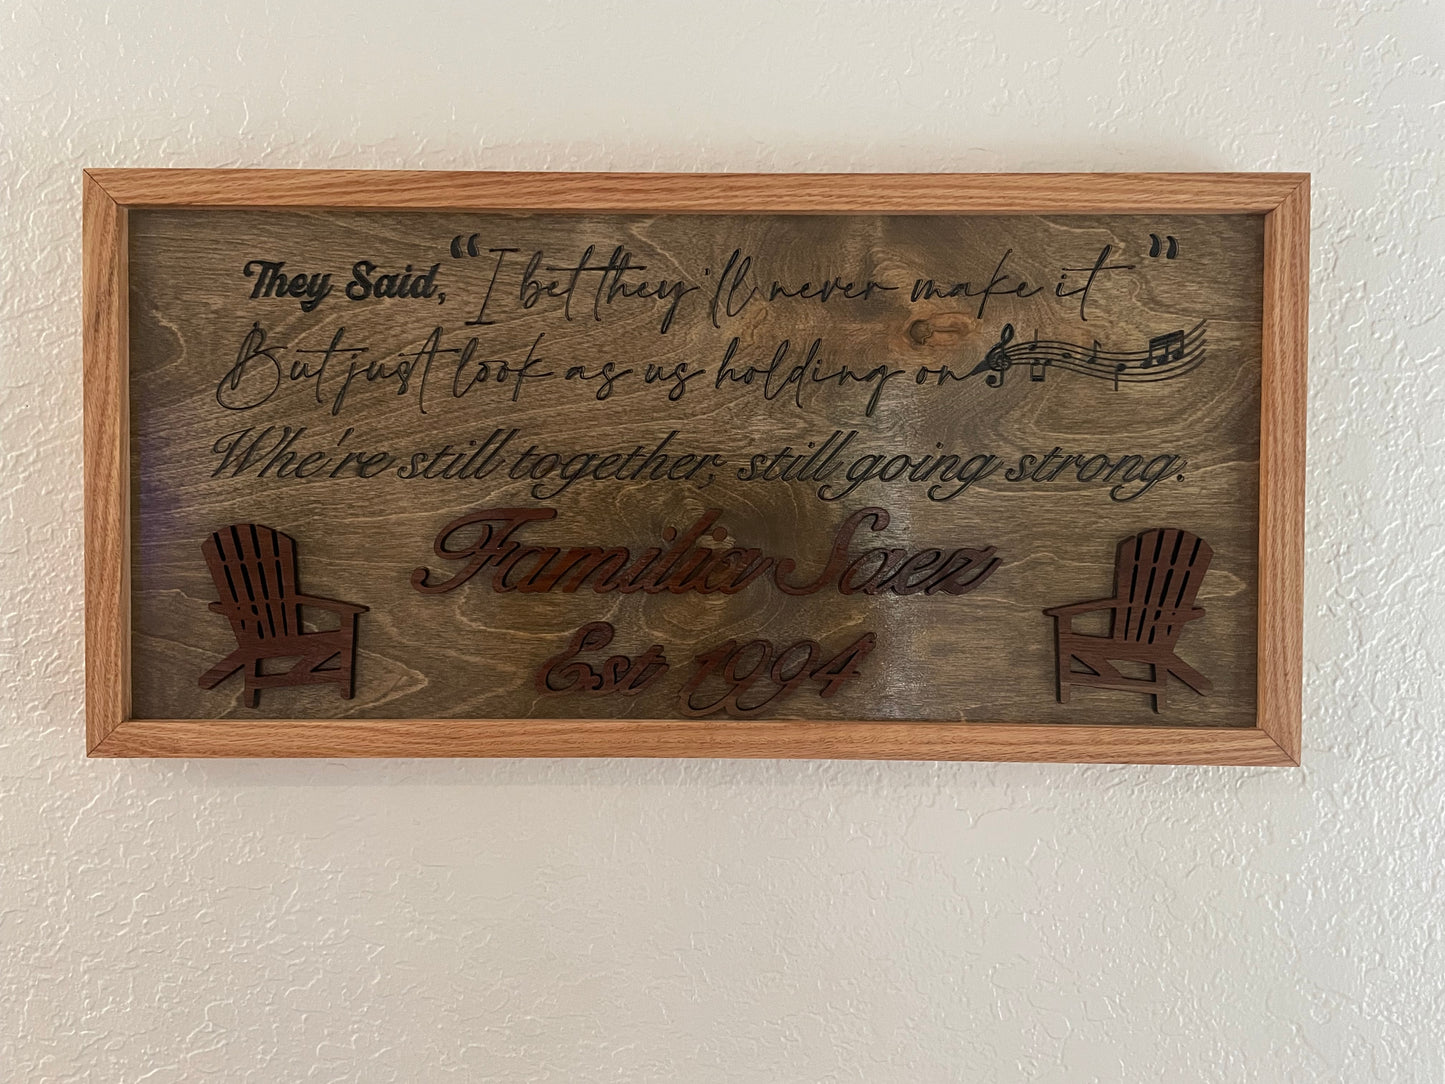 They Said, “I bet they'll never make it”
But just look as us holding on
Whe're still together, still going strong.
Familia Saez
Est 1994